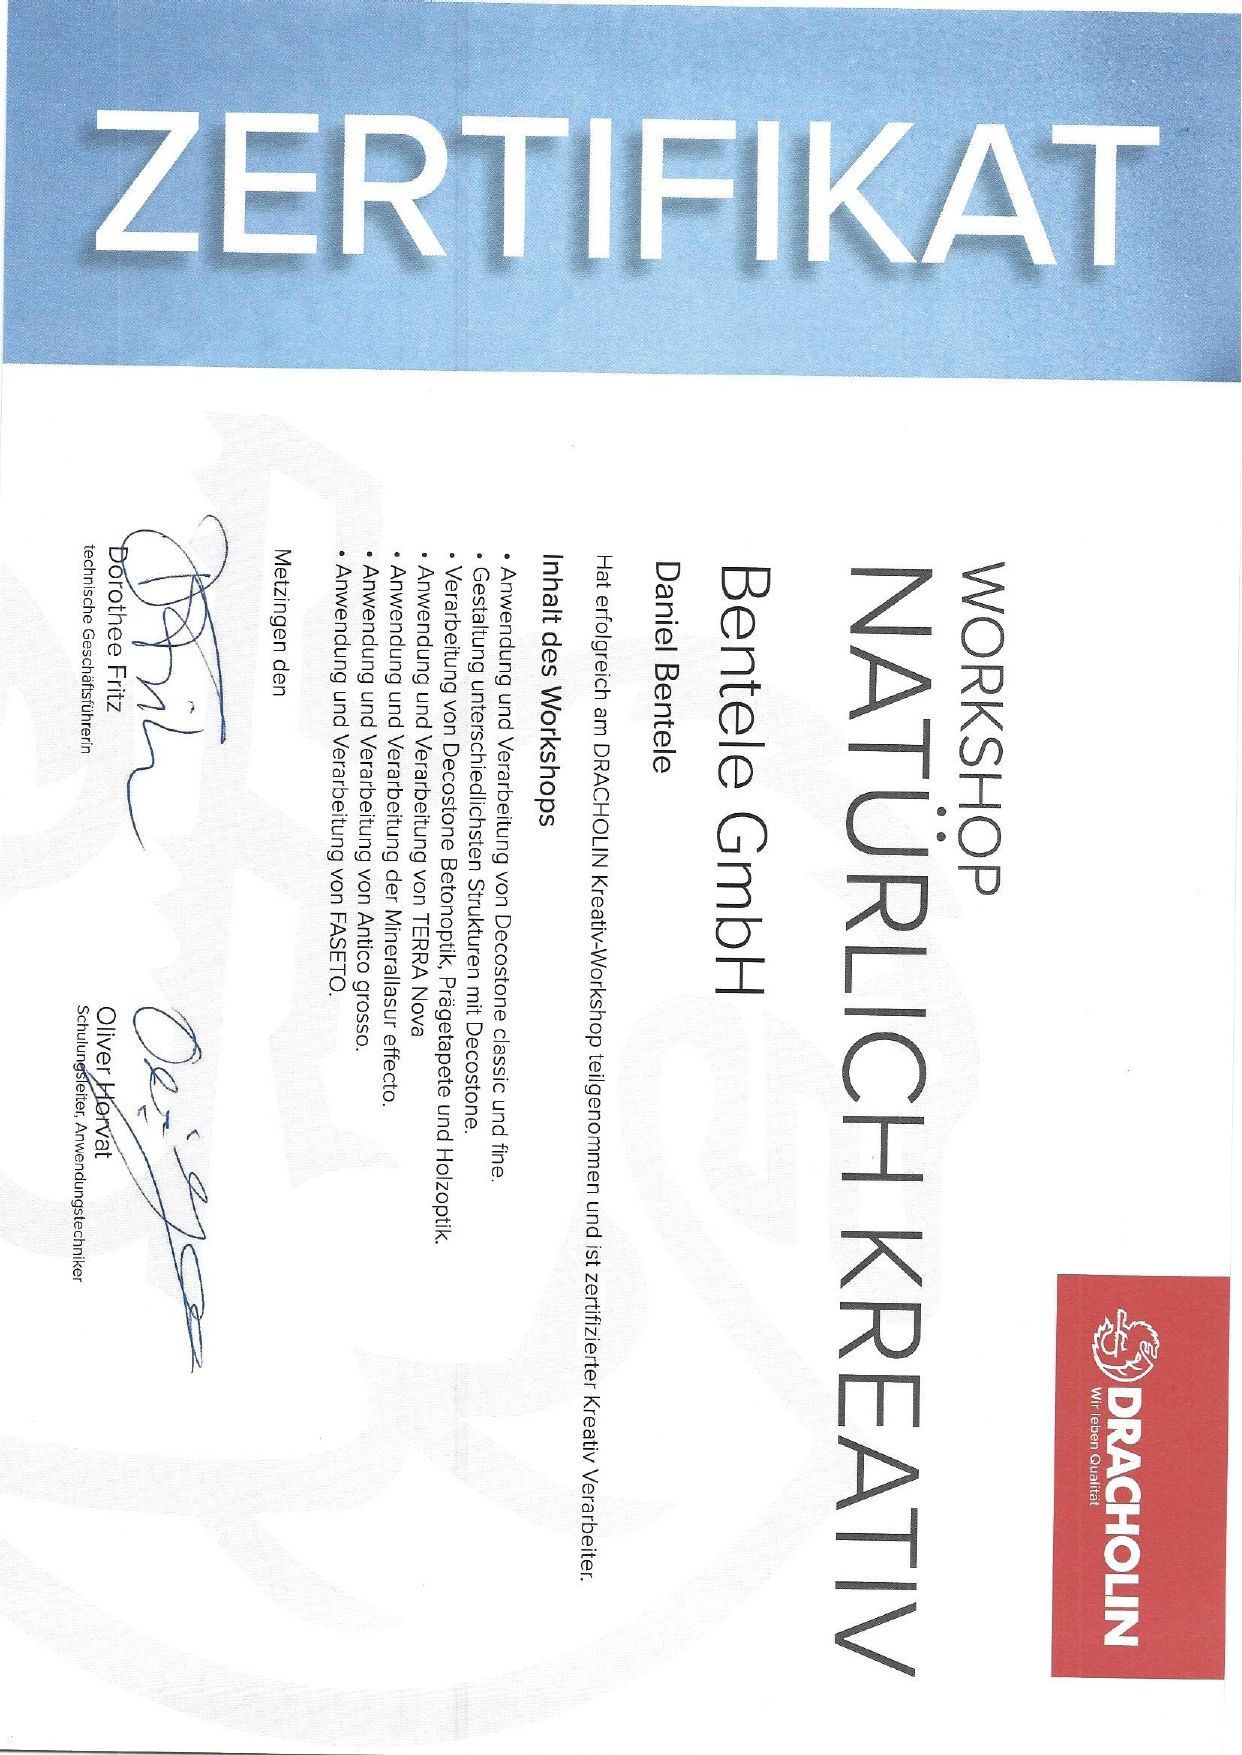 ZERTIFIKAT
DRACHOLIN
Wir leben Qualität
WORKSHOP
NATÜRLICH KREATIV
Bentele GmbH
Daniel Bentele
Hat erfolgreich am DRACHOLIN Kreativ-Workshop teilgenommen und ist zertifizierter Kreativ Verarbeiter.
Inhalt des Workshops
• Anwendung und Verarbeitung von Decostone classic und fine.
• Gestaltung unterschiedlichsten Strukturen mit Decostone.
• Verarbeitung von Decostone Betonoptik, Prägetapete und Holzoptik.
• Anwendung und Verarbeitung von TERRA Nova
• Anwendung und Verarbeitung der Minerallasur effecto.
• Anwendung und Verarbeitung von Antico grosso.
• Anwendung und Verarbeitung von FASETO.
Metzingen den
Dorothee Fritz
technische Geschäftsführerin
Oliver Horvat
Schulungsleiter, Anwendungstechniker